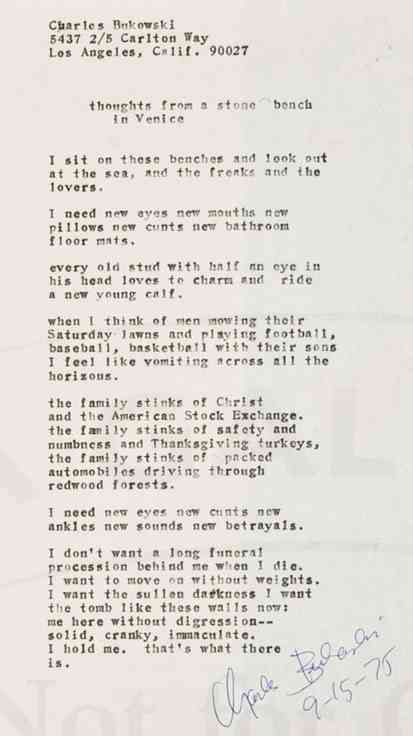 Charles Bukowski
5437 2/5 Carlton Way
Los Angeles, Calif. 90027
thoughts from a stone bench
in Venice
I sit on these benches and look out
at the sea, and the freaks and the
lovers.
I need new eyes new mouths new
pillows new cunts new bathroom
floor mats.
every old stud with half an eye in
his head loves to charm and ride
a new young calf.
when I think of men mowing their
Saturday lawns and playing football,
baseball, basketball with their sons
I feel like vomiting across all the
horizons.
the family stinks of Christ
and the American Stock Exchange.
the family stinks of safety and
numbness and Thanksgiving turkeys,
the family stinks of packed
automobiles driving through
redwood forests.
I need new eyes new cunts new
ankles new sounds new betrayals.
I don't want a long funeral
procession behind me when I die.
I want to move on without weights.
I want the sullen darkness I want
the tomb like these walls now:
me here without digression--
solid, cranky, immaculate.
I hold me. that's what there
is.
Charles Bukowski
9-15-75
Not for